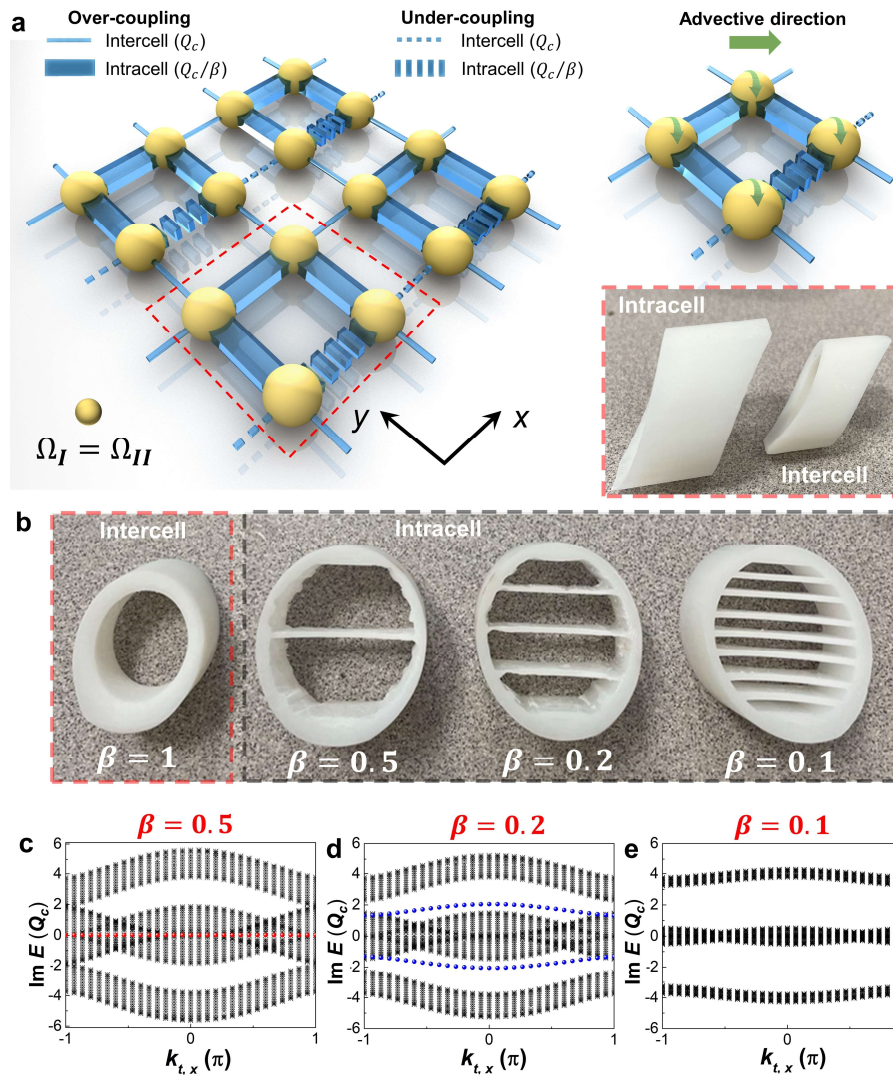 a
Over-coupling
Intercell (Q_c)
Intracell (Q_c/β)
Under-coupling
Intercell (Q_c)
Intracell (Q_c/β)
Advective direction
Ω_I = Ω_II
y
x
Intracell
Intercell
b
Intercell
Intracell
β = 1
β = 0.5
β = 0.2
β = 0.1
β = 0.5
β = 0.2
β = 0.1
c
d
e
Im E (Q_c)
6
4
2
0
-2
-4
-6
-1
0
1
k_{t, x} (π)
Im E (Q_c)
6
4
2
0
-2
-4
-6
-1
0
1
k_{t, x} (π)
Im E (Q_c)
6
4
2
0
-2
-4
-6
-1
0
k_{t, x} (π)